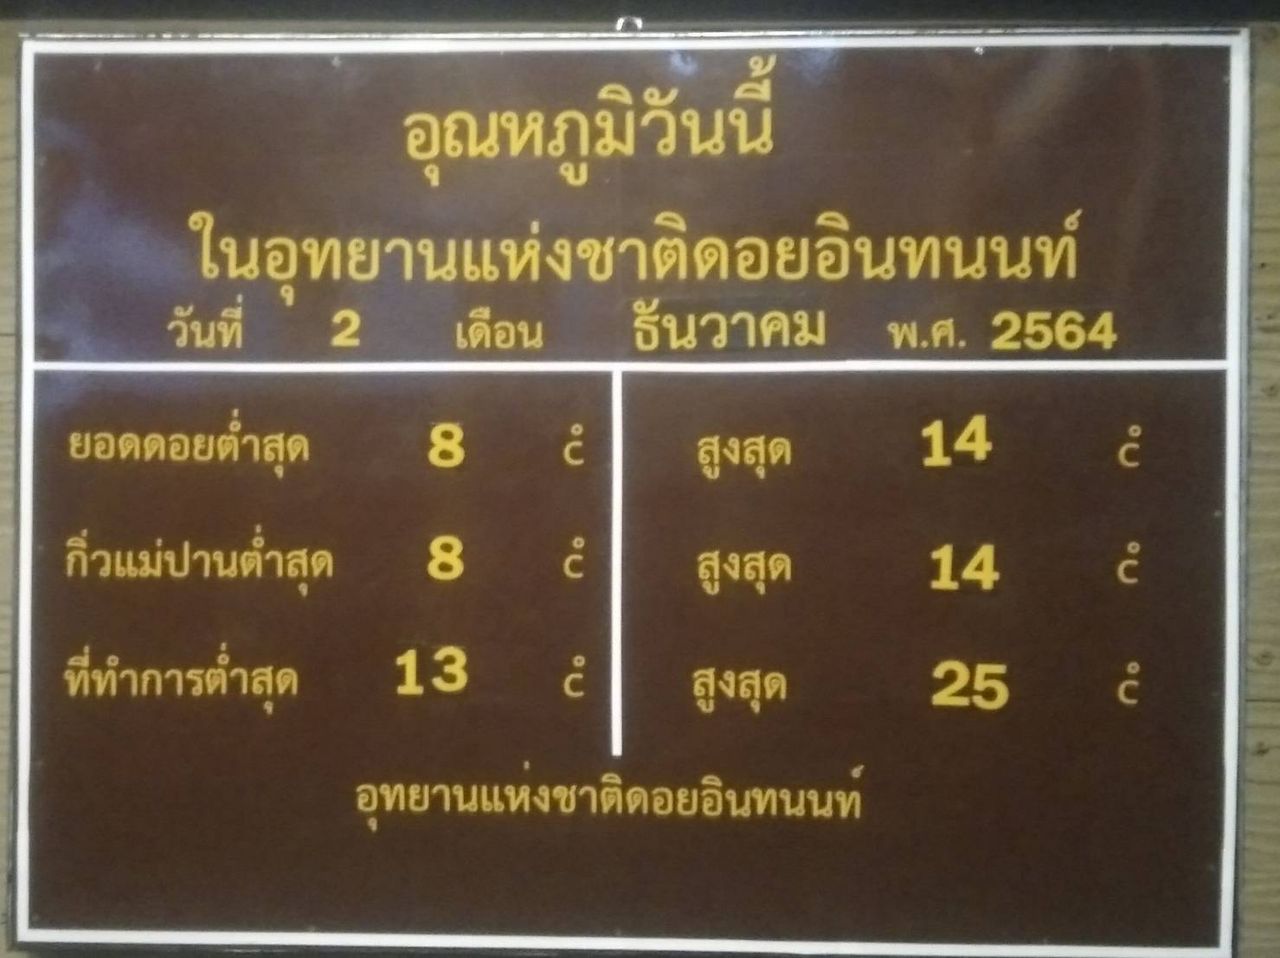 อุณหภูมิวันนี้
ในอุทยานแห่งชาติดอยอินทนนท์
วันที่ 2 เดือน ธันวาคม พ.ศ. 2564
ยอดดอยต่ำสุด 8 °C สูงสุด 14 °C
กิ่วแม่ปานต่ำสุด 8 °C สูงสุด 14 °C
ที่ทำการต่ำสุด 13 °C สูงสุด 25 °C
อุทยานแห่งชาติดอยอินทนนท์